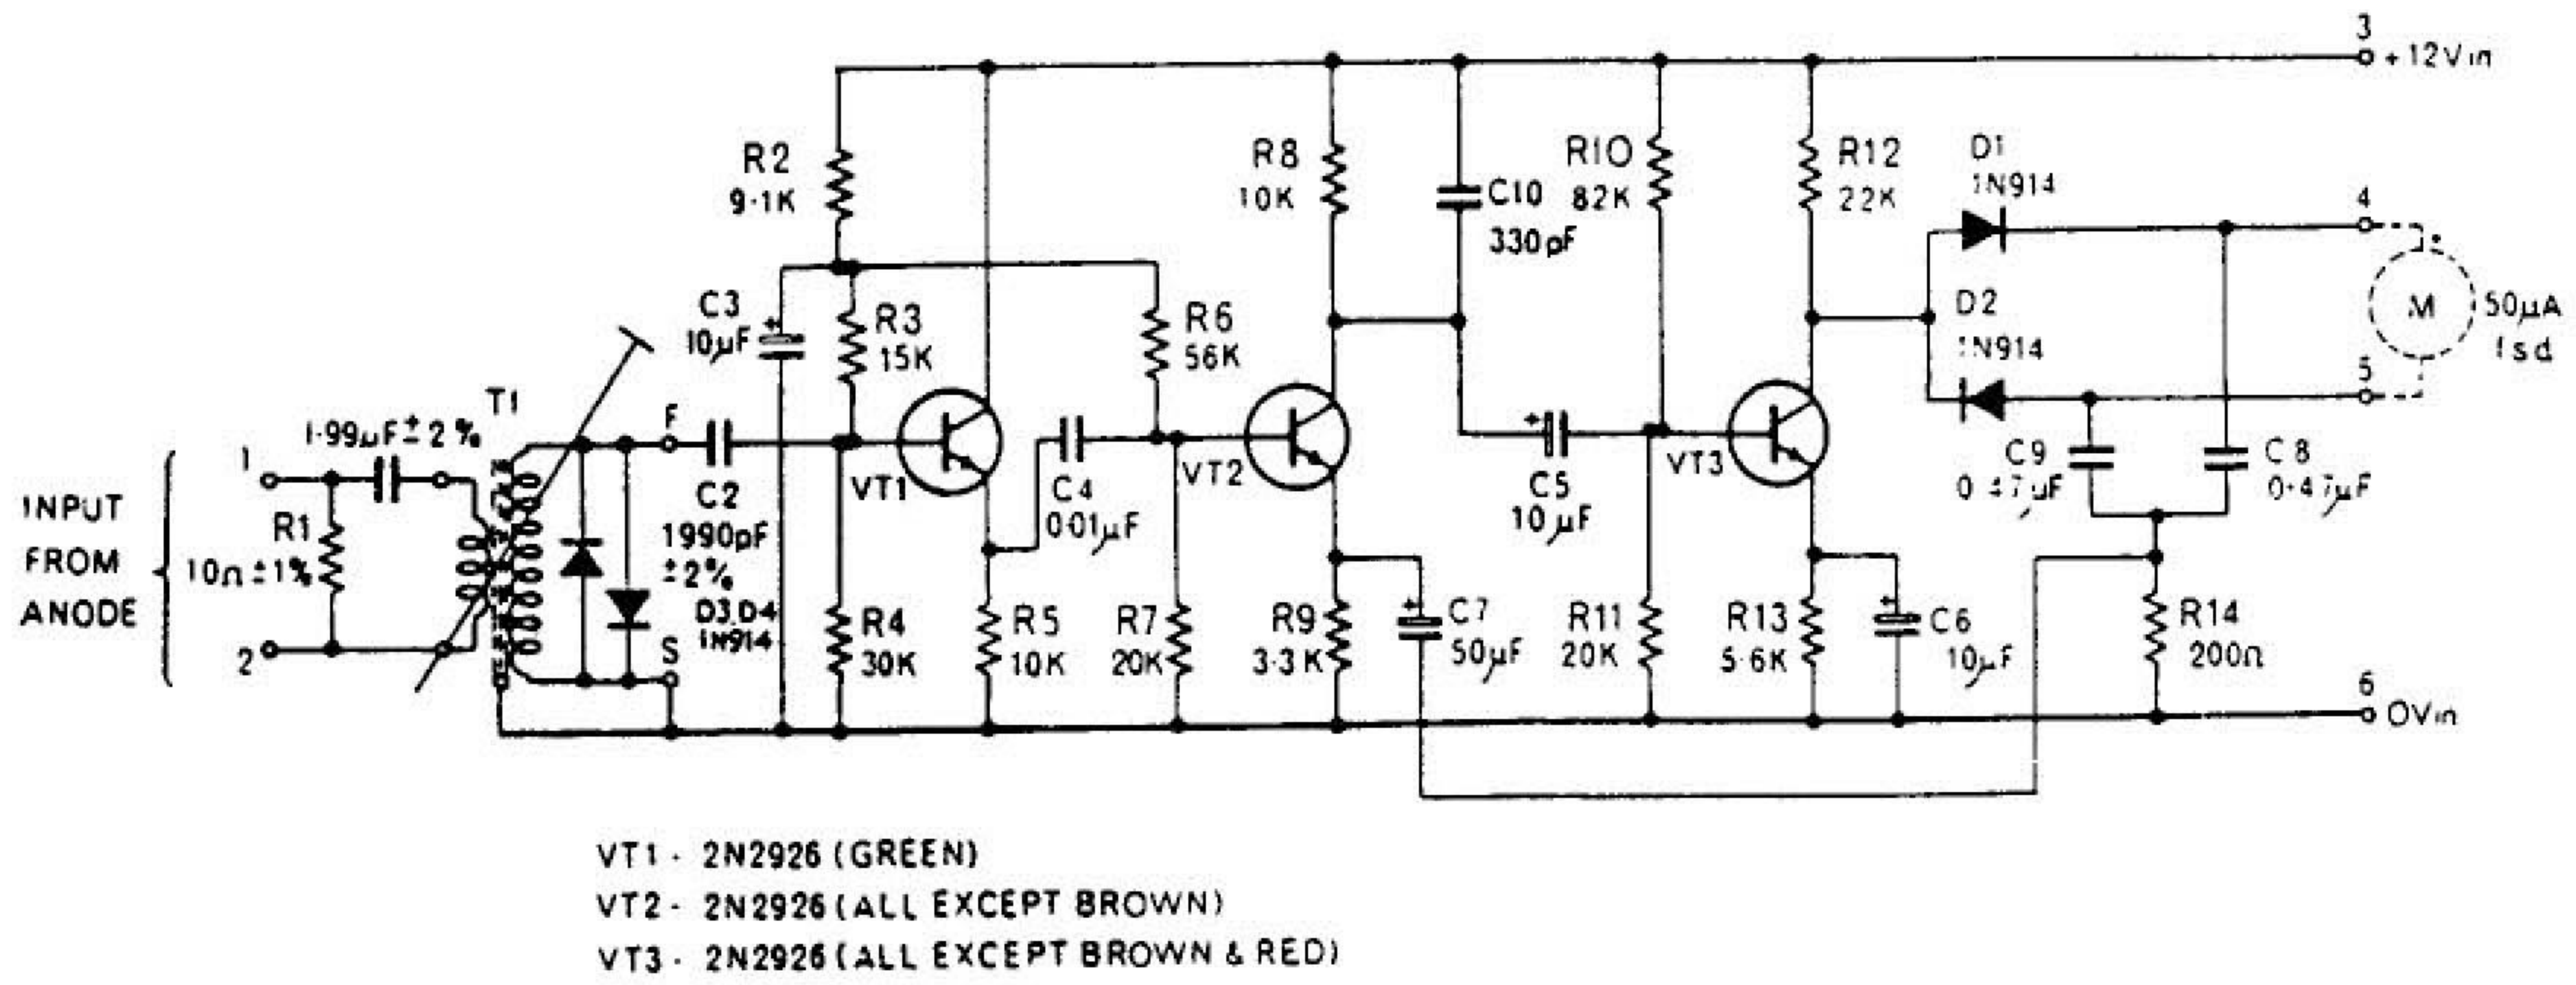 3
+12Vin
R2
9·1K
R8
10K
C10
330pF
R10
82K
R12
22K
D1
1N914
4
C3
10µF
R3
15K
R6
56K
D2
1N914
M
50µA
fsd
5
T1
1·99µF±2%
F
INPUT
FROM
ANODE
1
R1
10Ω±1%
2
C2
1990pF
±2%
D3,D4
1N914
S
VT1
C4
0·01µF
VT2
C5
10µF
VT3
C9
0·47µF
C8
0·47µF
R4
30K
R5
10K
R7
20K
R9
3·3K
C7
50µF
R11
20K
R13
5·6K
C6
10µF
R14
200Ω
6
0Vin
VT1 - 2N2926 (GREEN)
VT2 - 2N2926 (ALL EXCEPT BROWN)
VT3 - 2N2926 (ALL EXCEPT BROWN & RED)